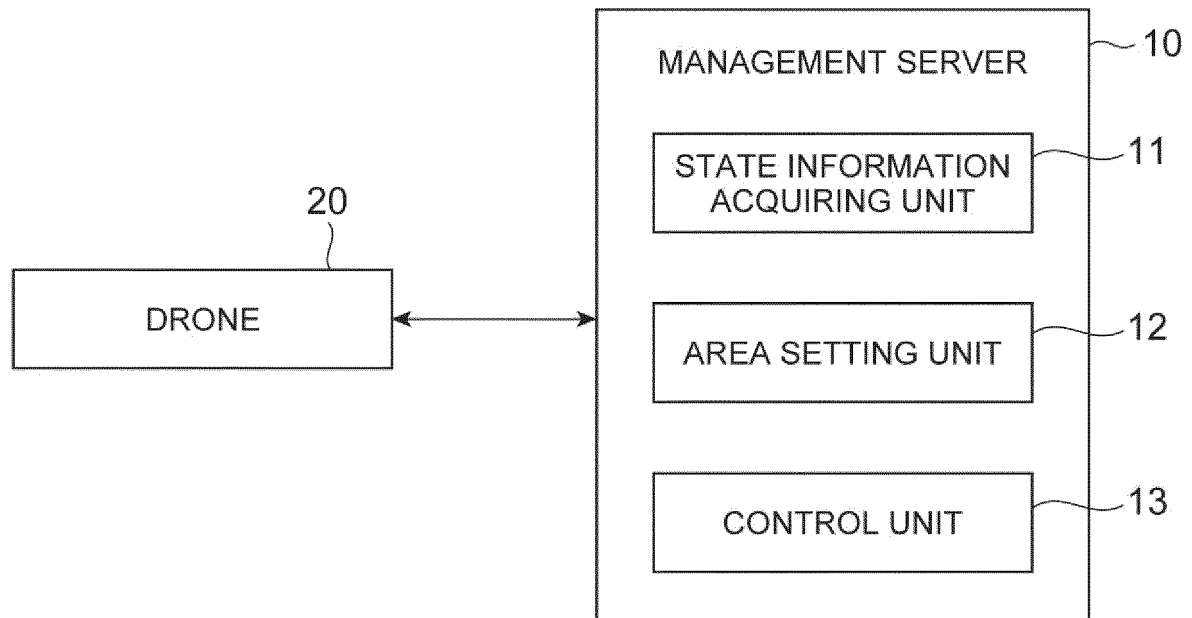 MANAGEMENT SERVER
10
STATE INFORMATION
ACQUIRING UNIT
11
20
DRONE
AREA SETTING UNIT
12
CONTROL UNIT
13